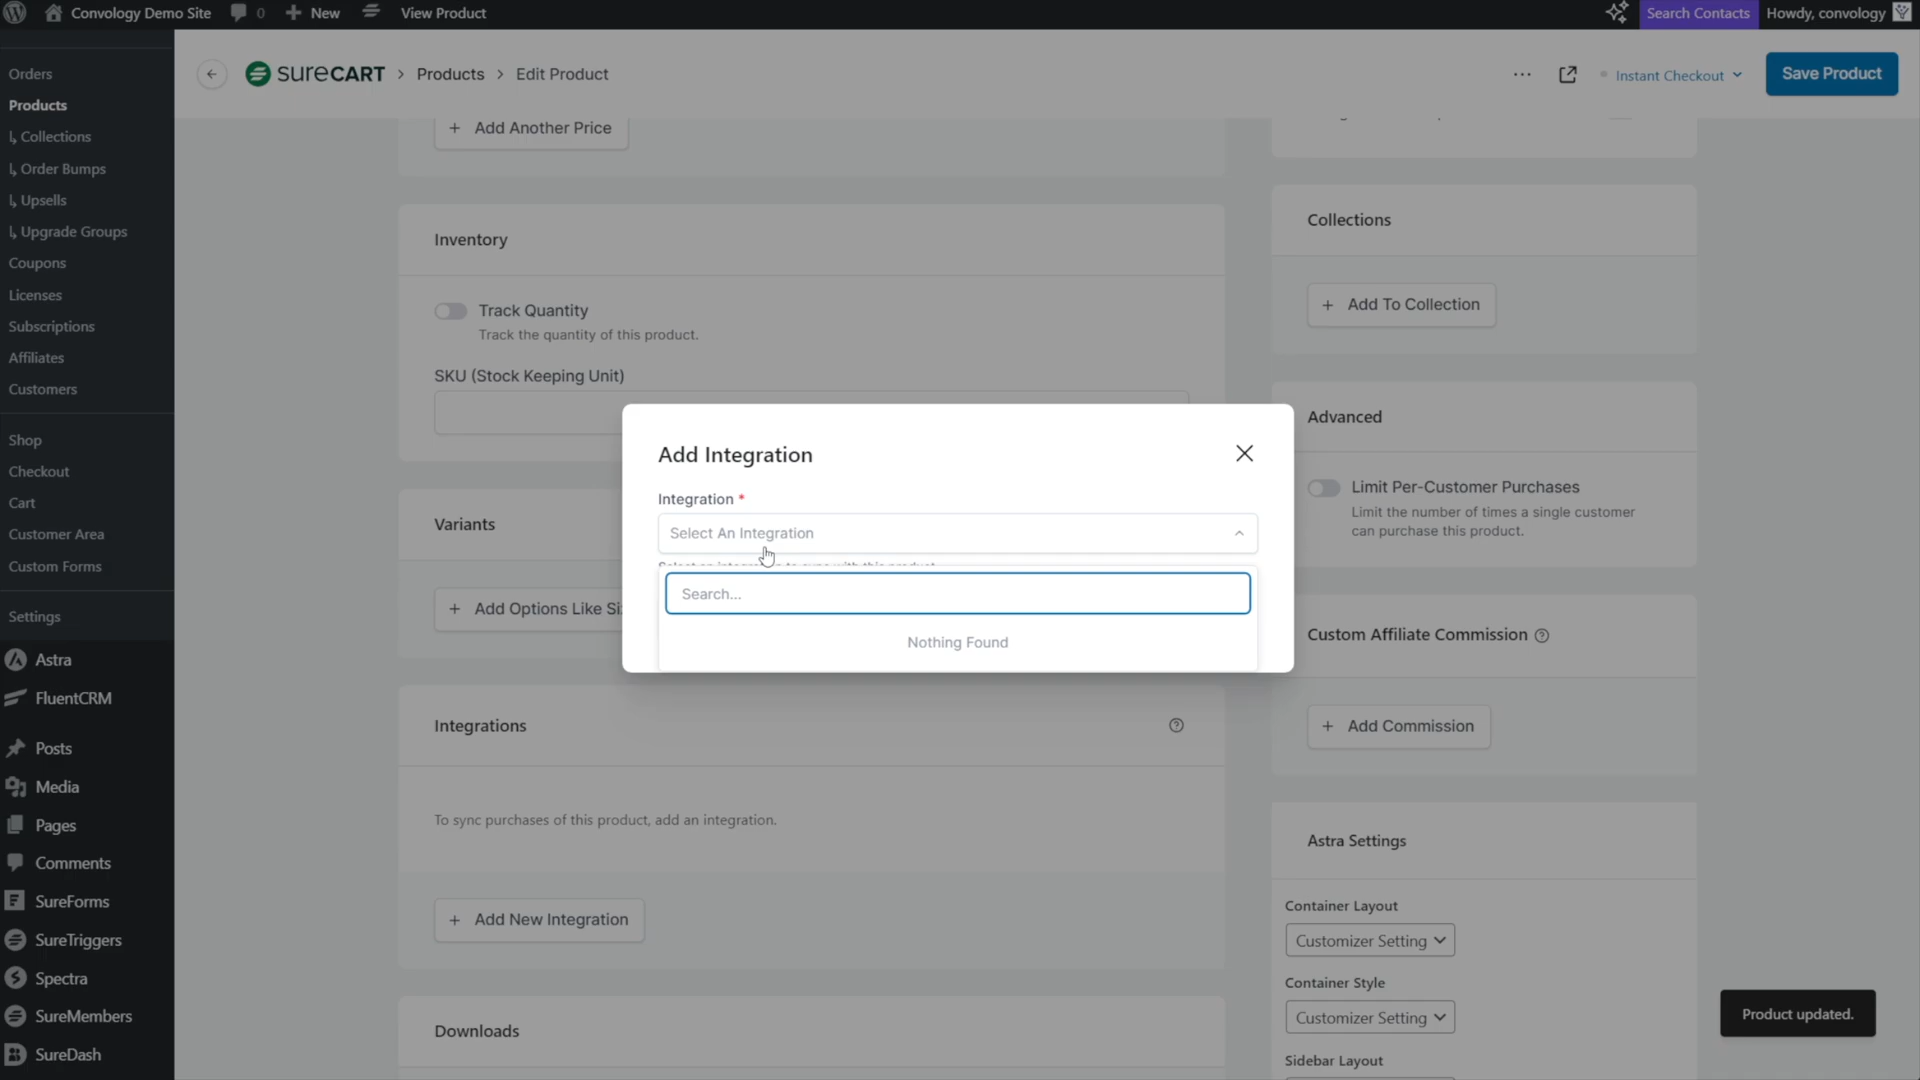 Convology Demo Site
0
New
View Product
Search Contacts
Howdy, convology
Orders
Products
Collections
Order Bumps
Upsells
Upgrade Groups
Coupons
Licenses
Subscriptions
Affiliates
Customers
Shop
Checkout
Cart
Customer Area
Custom Forms
Settings
Astra
FluentCRM
Posts
Media
Pages
Comments
SureForms
SureTriggers
Spectra
SureMembers
SureDash
SURECART > Products > Edit Product
Instant Checkout
Save Product
+ Add Another Price
Inventory
Track Quantity
Track the quantity of this product.
SKU (Stock Keeping Unit)
Variants
+ Add Options Like Si
Add Integration
Integration *
Select An Integration
Search...
Nothing Found
Integrations
To sync purchases of this product, add an integration.
+ Add New Integration
Downloads
Collections
+ Add To Collection
Advanced
Limit Per-Customer Purchases
Limit the number of times a single customer
can purchase this product.
Custom Affiliate Commission
+ Add Commission
Astra Settings
Container Layout
Customizer Setting
Container Style
Customizer Setting
Sidebar Layout
Product updated.